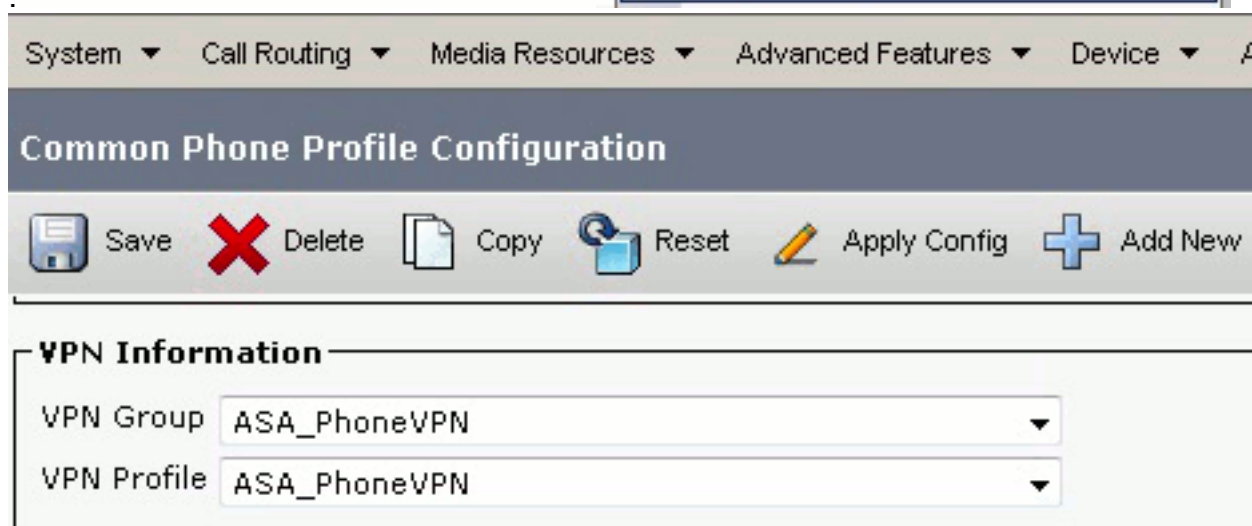 .
System Call Routing Media Resources Advanced Features Device A
Common Phone Profile Configuration
Save Delete Copy Reset Apply Config Add New
VPN Information
VPN Group ASA_PhoneVPN
VPN Profile ASA_PhoneVPN